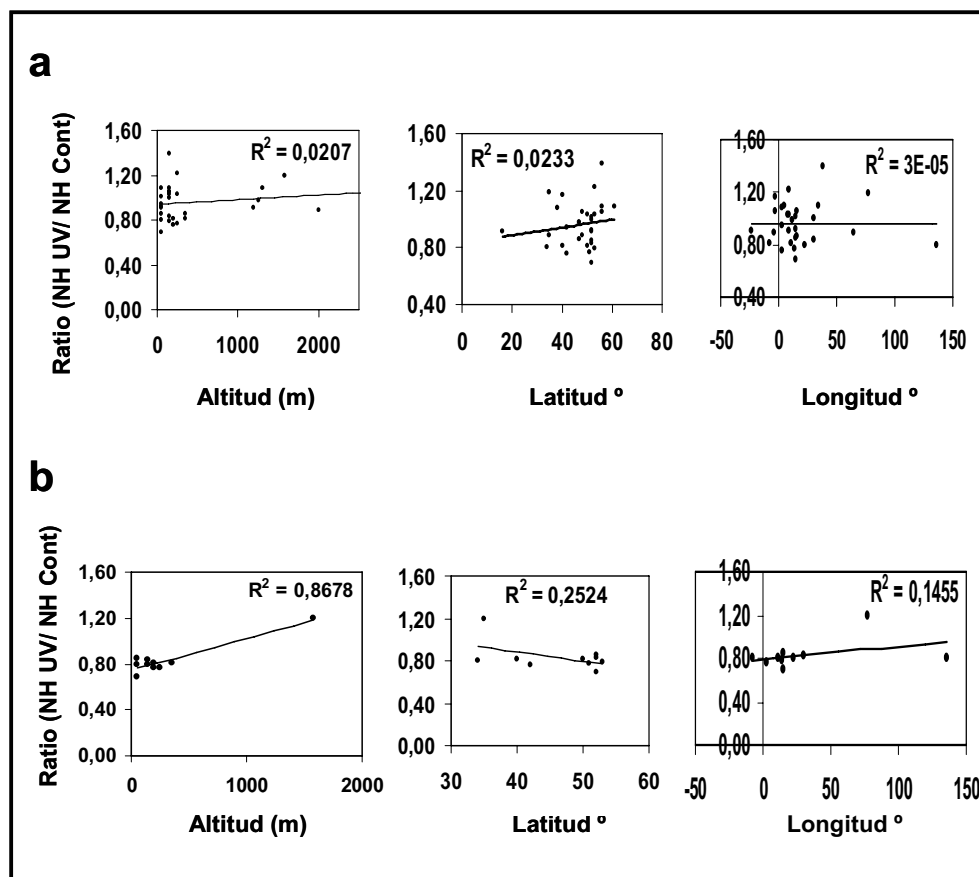 a
Ratio (NH UV/ NH Cont)
1,60
1,20
0,80
0,40
0,00
R² = 0,0207
0 1000 2000
Altitud (m)
1,60
1,20
0,80
0,40
R² = 0,0233
0 20 40 60 80
Latitud º
1,60
1,20
0,80
0,40
R² = 3E-05
-50 0 50 100 150
Longitud º
b
Ratio (NH UV/ NH Cont)
1,60
1,20
0,80
0,40
0,00
R² = 0,8678
0 1000 2000
Altitud (m)
1,60
1,20
0,80
0,40
0,00
R² = 0,2524
30 40 50 60
Latitud º
1,60
1,20
0,80
0,40
0,00
R² = 0,1455
-50 0 50 100 150
Longitud º